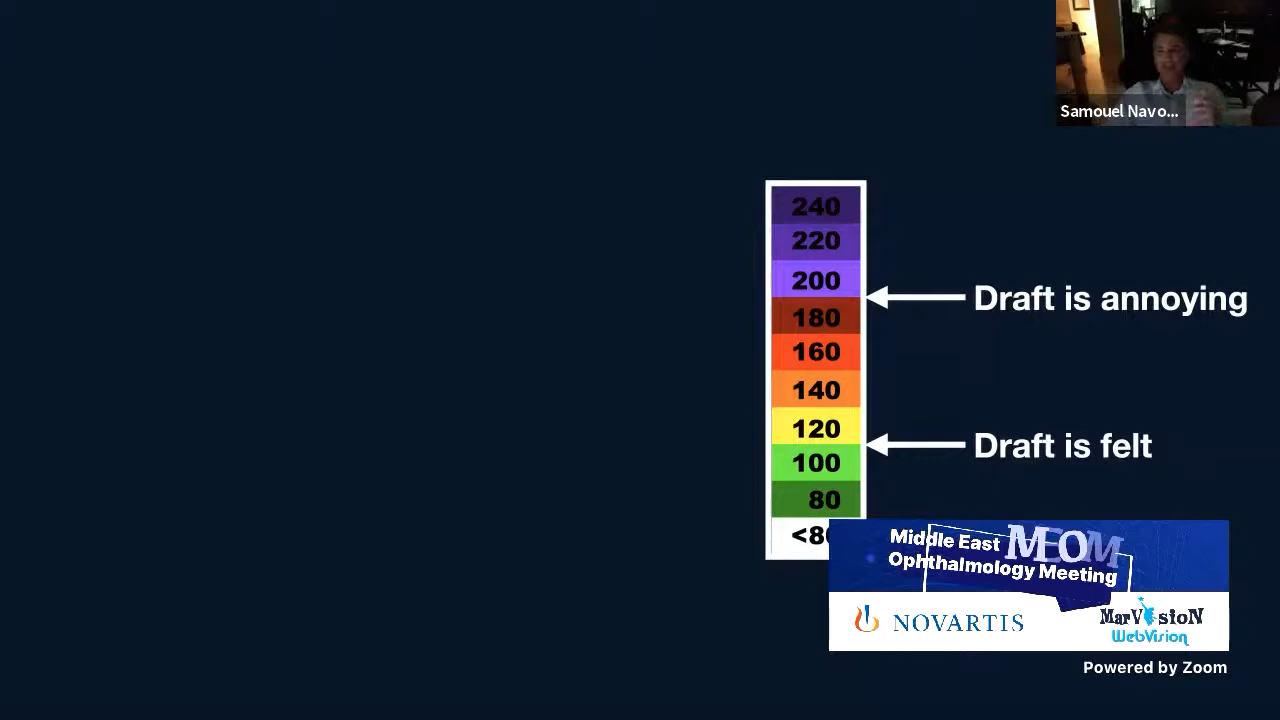 Samouel Navo...
240
220
200
Draft is annoying
180
160
140
120
Draft is felt
100
80
<8
Middle East MEOM
Ophthalmology Meeting
NOVARTIS
MarVision
WebVision
Powered by Zoom